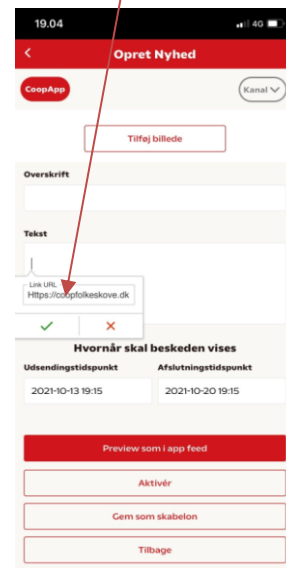 19.04 4G
Opret Nyhed
CoopApp Kanal
Tilføj billede
Overskrift
Tekst
Link URL
Https://coopfolkeskove.dk
Hvornår skal beskeden vises
Udsendingstidspunkt Afslutningstidspunkt
2021-10-13 19:15 2021-10-20 19:15
Preview som i app feed
Aktivér
Gem som skabelon
Tilbage